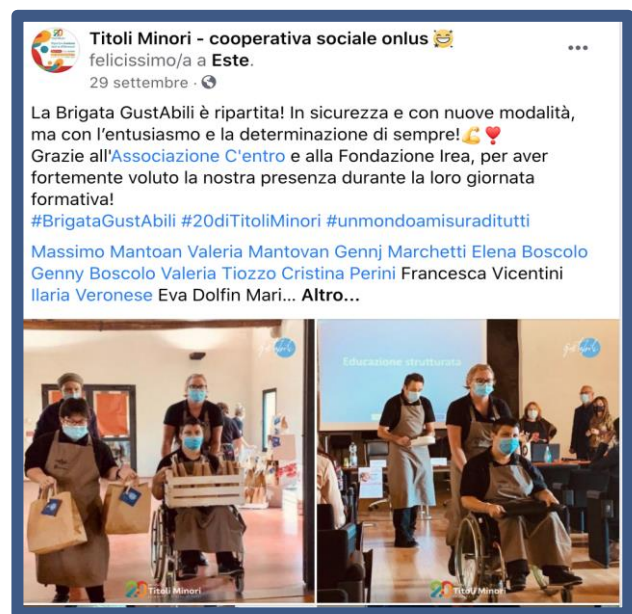 Titoli Minori - cooperativa sociale onlus 😄
felicissimo/a a Este.
29 settembre ·
La Brigata GustAbili è ripartita! In sicurezza e con nuove modalità,
ma con l'entusiasmo e la determinazione di sempre!💪❣️
Grazie all'Associazione C'entro e alla Fondazione Irea, per aver
fortemente voluto la nostra presenza durante la loro giornata
formativa!
#BrigataGustAbili #20diTitoliMinori #unmondoamisuraditutti
Massimo Mantoan Valeria Mantovan Gennj Marchetti Elena Boscolo
Genny Boscolo Valeria Tiozzo Cristina Perini Francesca Vicentini
Ilaria Veronese Eva Dolfin Mari... Altro...
Educazione strutturata
20 Titoli Minori
20 Titoli Minori